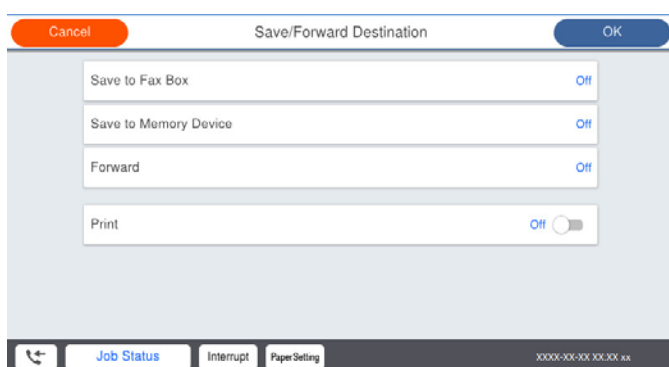 Cancel Save/Forward Destination OK
Save to Fax Box Off
Save to Memory Device Off
Forward Off
Print Off
Job Status Interrupt Paper Setting XXXX-XX-XX XX:XX xx